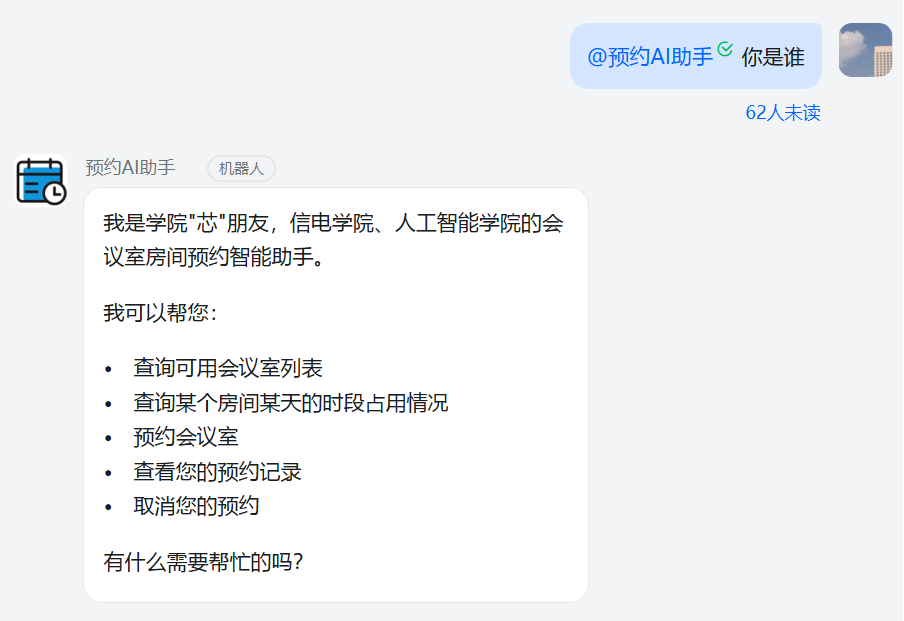 @预约AI助手 你是谁
62人未读
预约AI助手 机器人
我是学院"芯"朋友，信电学院、人工智能学院的会
议室房间预约智能助手。
我可以帮您：
• 查询可用会议室列表
• 查询某个房间某天的时段占用情况
• 预约会议室
• 查看您的预约记录
• 取消您的预约
有什么需要帮忙的吗？